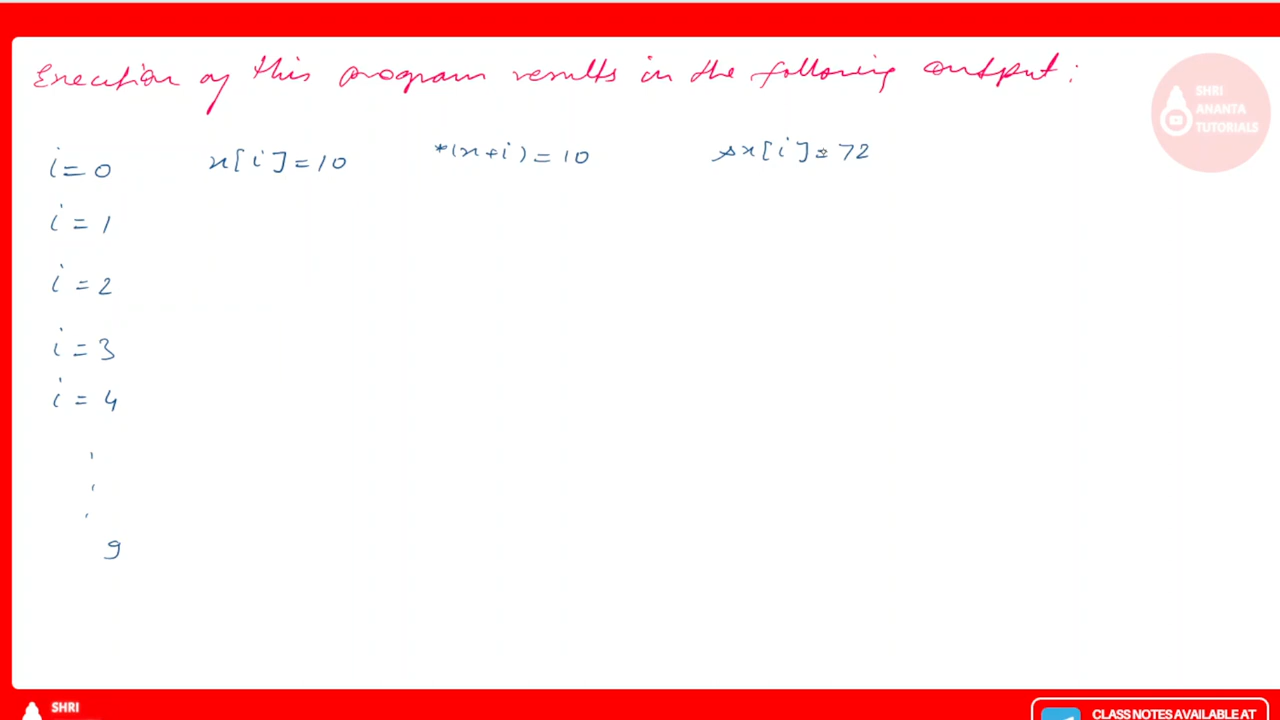 Execution of this program results in the following output:
SHRI
ANANTA
TUTORIALS
i=0 x[i]=10 *(x+i)=10 &x[i]=72
i=1
i=2
i=3
i=4
.
.
.
9
SHRI
CLASS NOTES AVAILABLE AT